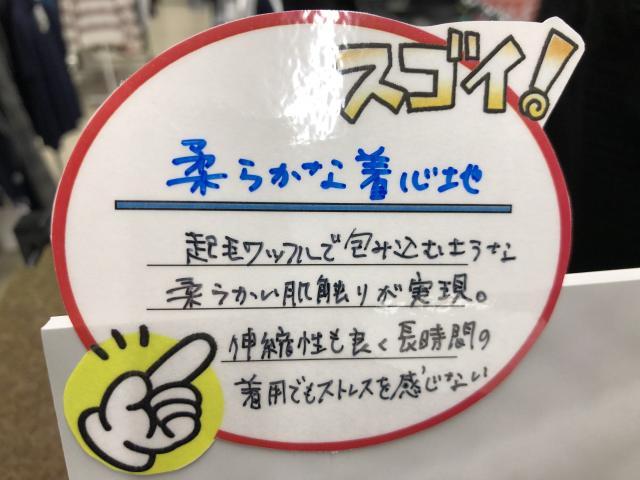 スゴイ!
柔らかな着心地
起毛ワッフルで包み込むような
柔らかい肌触りが実現。
伸縮性も良く長時間の
着用でもストレスを感じない